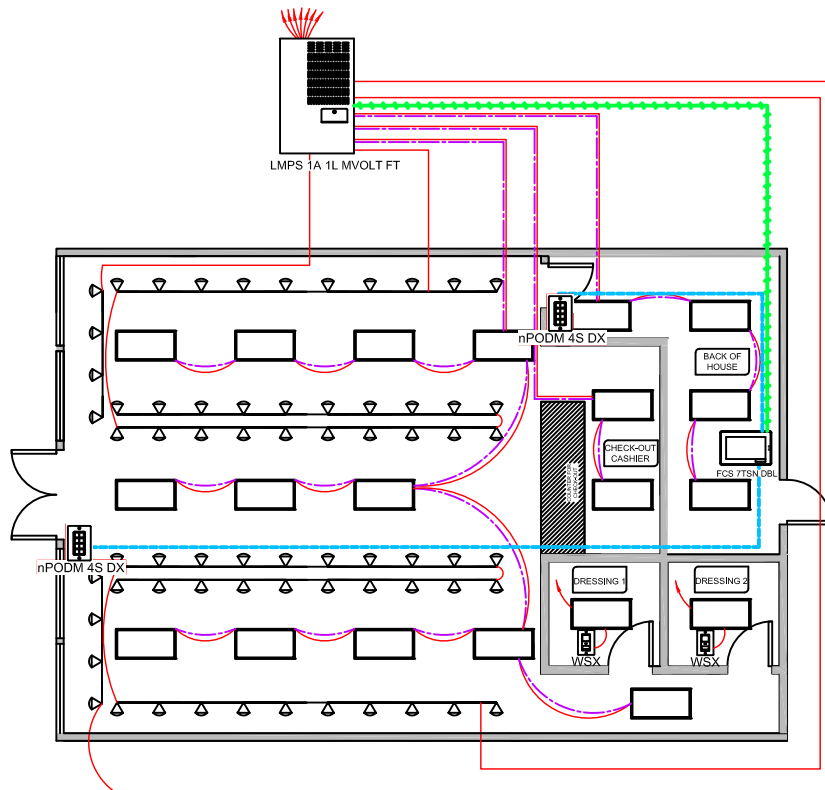 LMPS 1A 1L MVOLT FT
nPODM 4S DX
BACK OF
HOUSE
CHECK-OUT
CASHIER
FCS 7TSN DBL
nPODM 4S DX
DRESSING 1
DRESSING 2
WSX
WSX